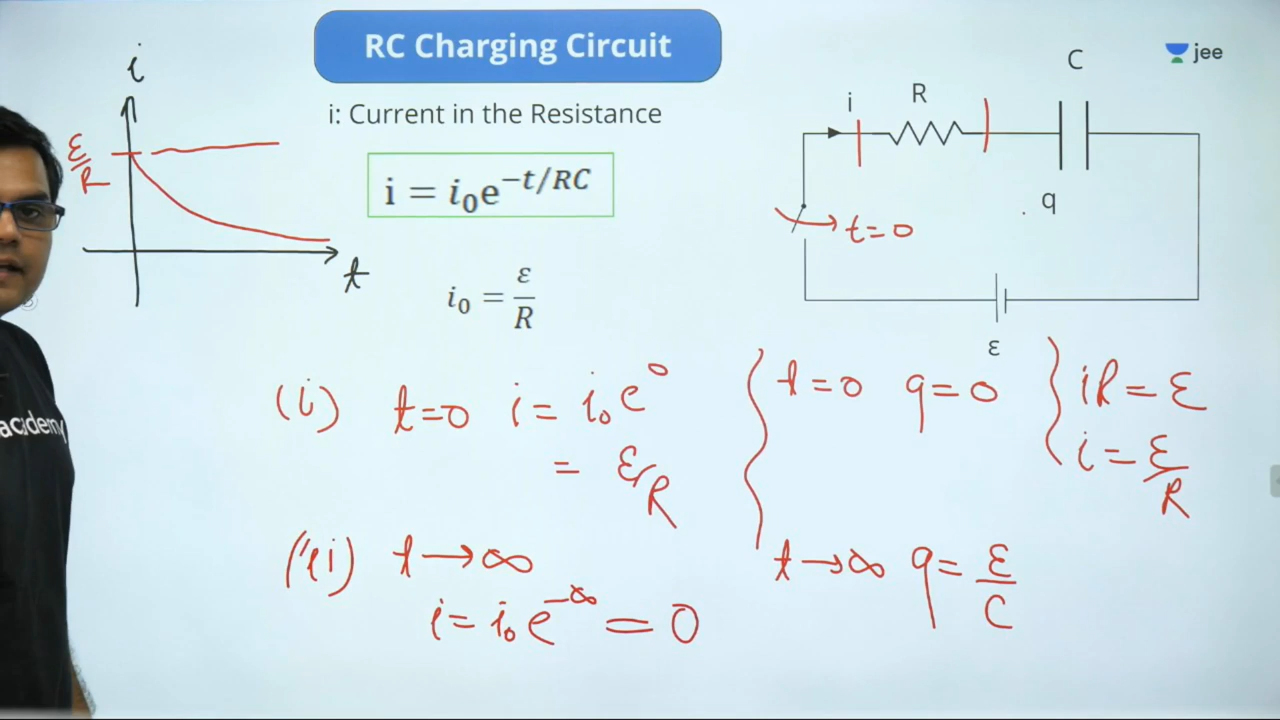 RC Charging Circuit
jee
i: Current in the Resistance
i = i₀e^{-t/RC}
i₀ = ε/R
i
ε/R
t
i
R
C
q
t=0
ε
(i) t=0 i = i₀e⁰
= ε/R
t=0 q=0
iR = ε
i = ε/R
(ii) t→∞
i = i₀e^{-∞} = 0
t→∞ q = ε/C
academy